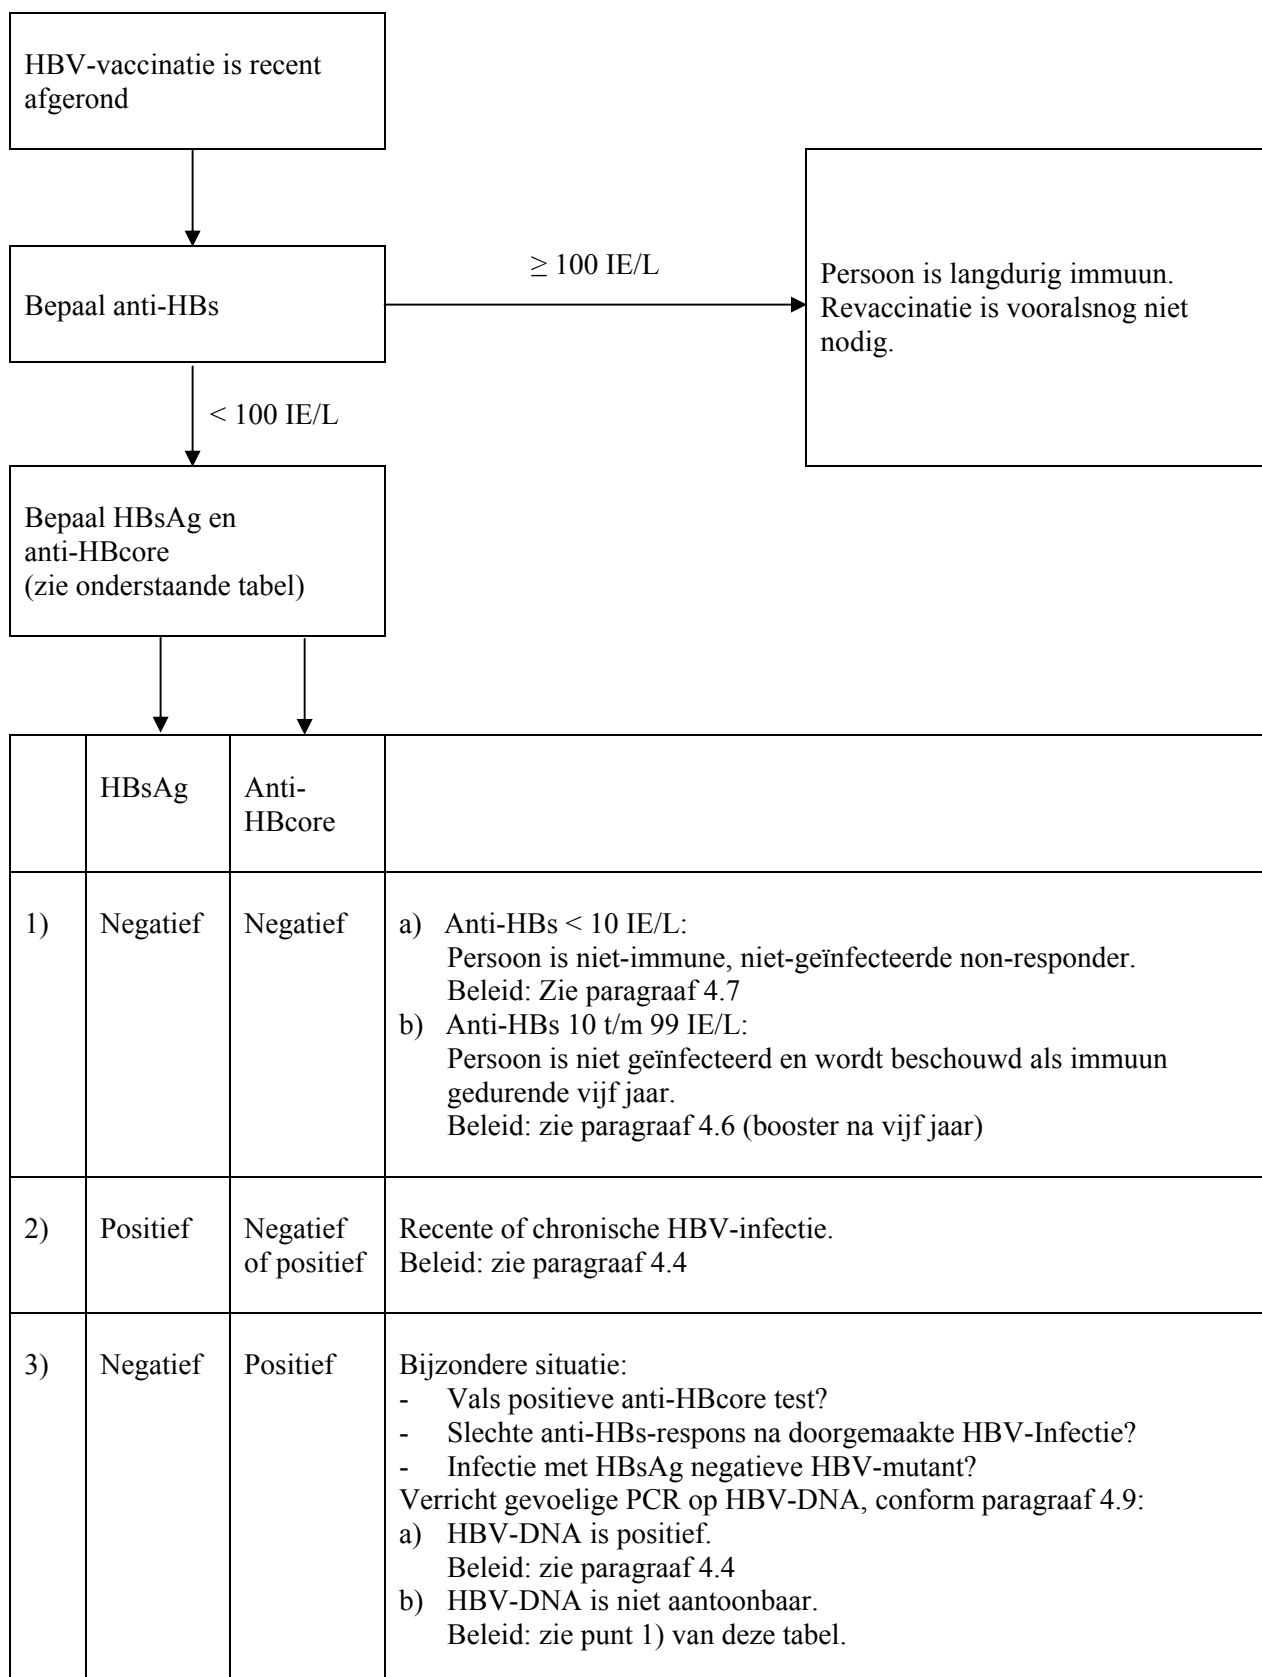 HBV-vaccinatie is recent
afgerond
Bepaal anti-HBs
≥ 100 IE/L
Persoon is langdurig immuun.
Revaccinatie is vooralsnog niet
nodig.
< 100 IE/L
Bepaal HBsAg en
anti-HBcore
(zie onderstaande tabel)
HBsAg
Anti-
HBcore
1)
Negatief
Negatief
a) Anti-HBs < 10 IE/L:
Persoon is niet-immune, niet-geïnfecteerde non-responder.
Beleid: Zie paragraaf 4.7
b) Anti-HBs 10 t/m 99 IE/L:
Persoon is niet geïnfecteerd en wordt beschouwd als immuun
gedurende vijf jaar.
Beleid: zie paragraaf 4.6 (booster na vijf jaar)
2)
Positief
Negatief
of positief
Recente of chronische HBV-infectie.
Beleid: zie paragraaf 4.4
3)
Negatief
Positief
Bijzondere situatie:
- Vals positieve anti-HBcore test?
- Slechte anti-HBs-respons na doorgemaakte HBV-Infectie?
- Infectie met HBsAg negatieve HBV-mutant?
Verricht gevoelige PCR op HBV-DNA, conform paragraaf 4.9:
a) HBV-DNA is positief.
Beleid: zie paragraaf 4.4
b) HBV-DNA is niet aantoonbaar.
Beleid: zie punt 1) van deze tabel.